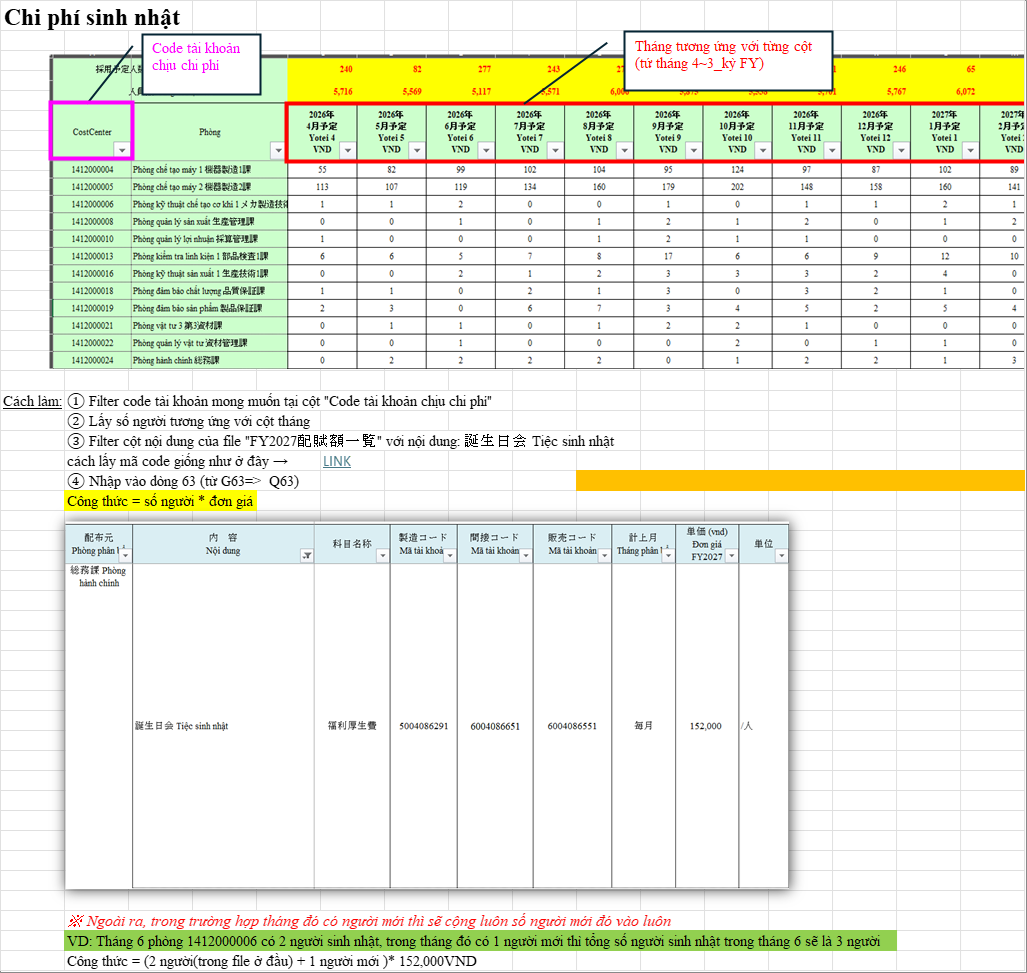 Chi phí sinh nhật
Code tài khoản
chịu chi phí
Tháng tương ứng với từng cột
(từ tháng 4~3_kỳ FY)
採用予定人 240 82 277 243 246 65
5,716 5,569 5,117 5,571 5,767 6,072
CostCenter Phòng
2026年 2026年 2026年 2026年 2026年 2026年 2026年 2026年 2026年 2027年 2027年
4月予定 5月予定 6月予定 7月予定 8月予定 9月予定 10月予定 11月予定 12月予定 1月予定 2月予
Yotei 4 Yotei 5 Yotei 6 Yotei 7 Yotei 8 Yotei 9 Yotei 10 Yotei 11 Yotei 12 Yotei 1 Yotei
VND VND VND VND VND VND VND VND VND VND VND
1412000004 Phòng chế tạo máy 1 機器製造1課 55 82 99 102 104 95 124 97 87 102 89
1412000005 Phòng chế tạo máy 2 機器製造2課 113 107 119 134 160 179 202 148 158 160 141
1412000006 Phòng kỹ thuật chế tạo cơ khí 1 メカ製造技術 1 1 2 0 0 1 0 1 1 2 1
1412000008 Phòng quản lý sản xuất 生産管理課 0 0 1 0 1 2 1 2 0 1 2
1412000010 Phòng quản lý lợi nhuận 採算管理課 1 0 0 0 1 2 1 1 0 0 0
1412000013 Phòng kiểm tra linh kiện 1 部品検査1課 6 6 5 7 8 17 6 6 9 12 10
1412000016 Phòng kỹ thuật sản xuất 1 生産技術1課 0 0 2 1 2 3 3 3 2 4 0
1412000018 Phòng đảm bảo chất lượng 品質保証課 1 1 0 2 1 3 0 3 2 1 0
1412000019 Phòng đảm bảo sản phẩm 製品保証課 2 3 0 6 7 3 4 5 2 5 4
1412000021 Phòng vật tư 3 第3資材課 0 1 1 0 1 2 2 1 0 0 0
1412000022 Phòng quản lý vật tư 資材管理課 0 0 1 0 0 0 2 0 1 1 0
1412000024 Phòng hành chính 総務課 0 2 2 2 2 0 1 2 2 1 3
Cách làm: ① Filter code tài khoản mong muốn tại cột "Code tài khoản chịu chi phí"
② Lấy số người tương ứng với cột tháng
③ Filter cột nội dung của file "FY2027配賦額一覧" với nội dung: 誕生日会 Tiệc sinh nhật
cách lấy mã code giống như ở đây → LINK
④ Nhập vào dòng 63 (từ G63=> Q63)
Công thức = số người * đơn giá
配布元 内 容 科目名称 製造コード 間接コード 販売コード 計上月 単価 (vnd) 単位
Phòng phân Nội dung Mã tài khoả Mã tài khoản Mã tài khoản Tháng phân Đơn giá
FY2027
総務課 Phòng
hành chính
誕生日会 Tiệc sinh nhật 福利厚生費 5004086291 6004086651 6004086551 毎月 152,000 /人
※ Ngoài ra, trong trường hợp tháng đó có người mới thì sẽ cộng luôn số người mới đó vào luôn
VD: Tháng 6 phòng 1412000006 có 2 người sinh nhật, trong tháng đó có 1 người mới thì tổng số người sinh nhật trong tháng 6 sẽ là 3 người
Công thức = (2 người(trong file ở đầu) + 1 người mới )* 152,000VND